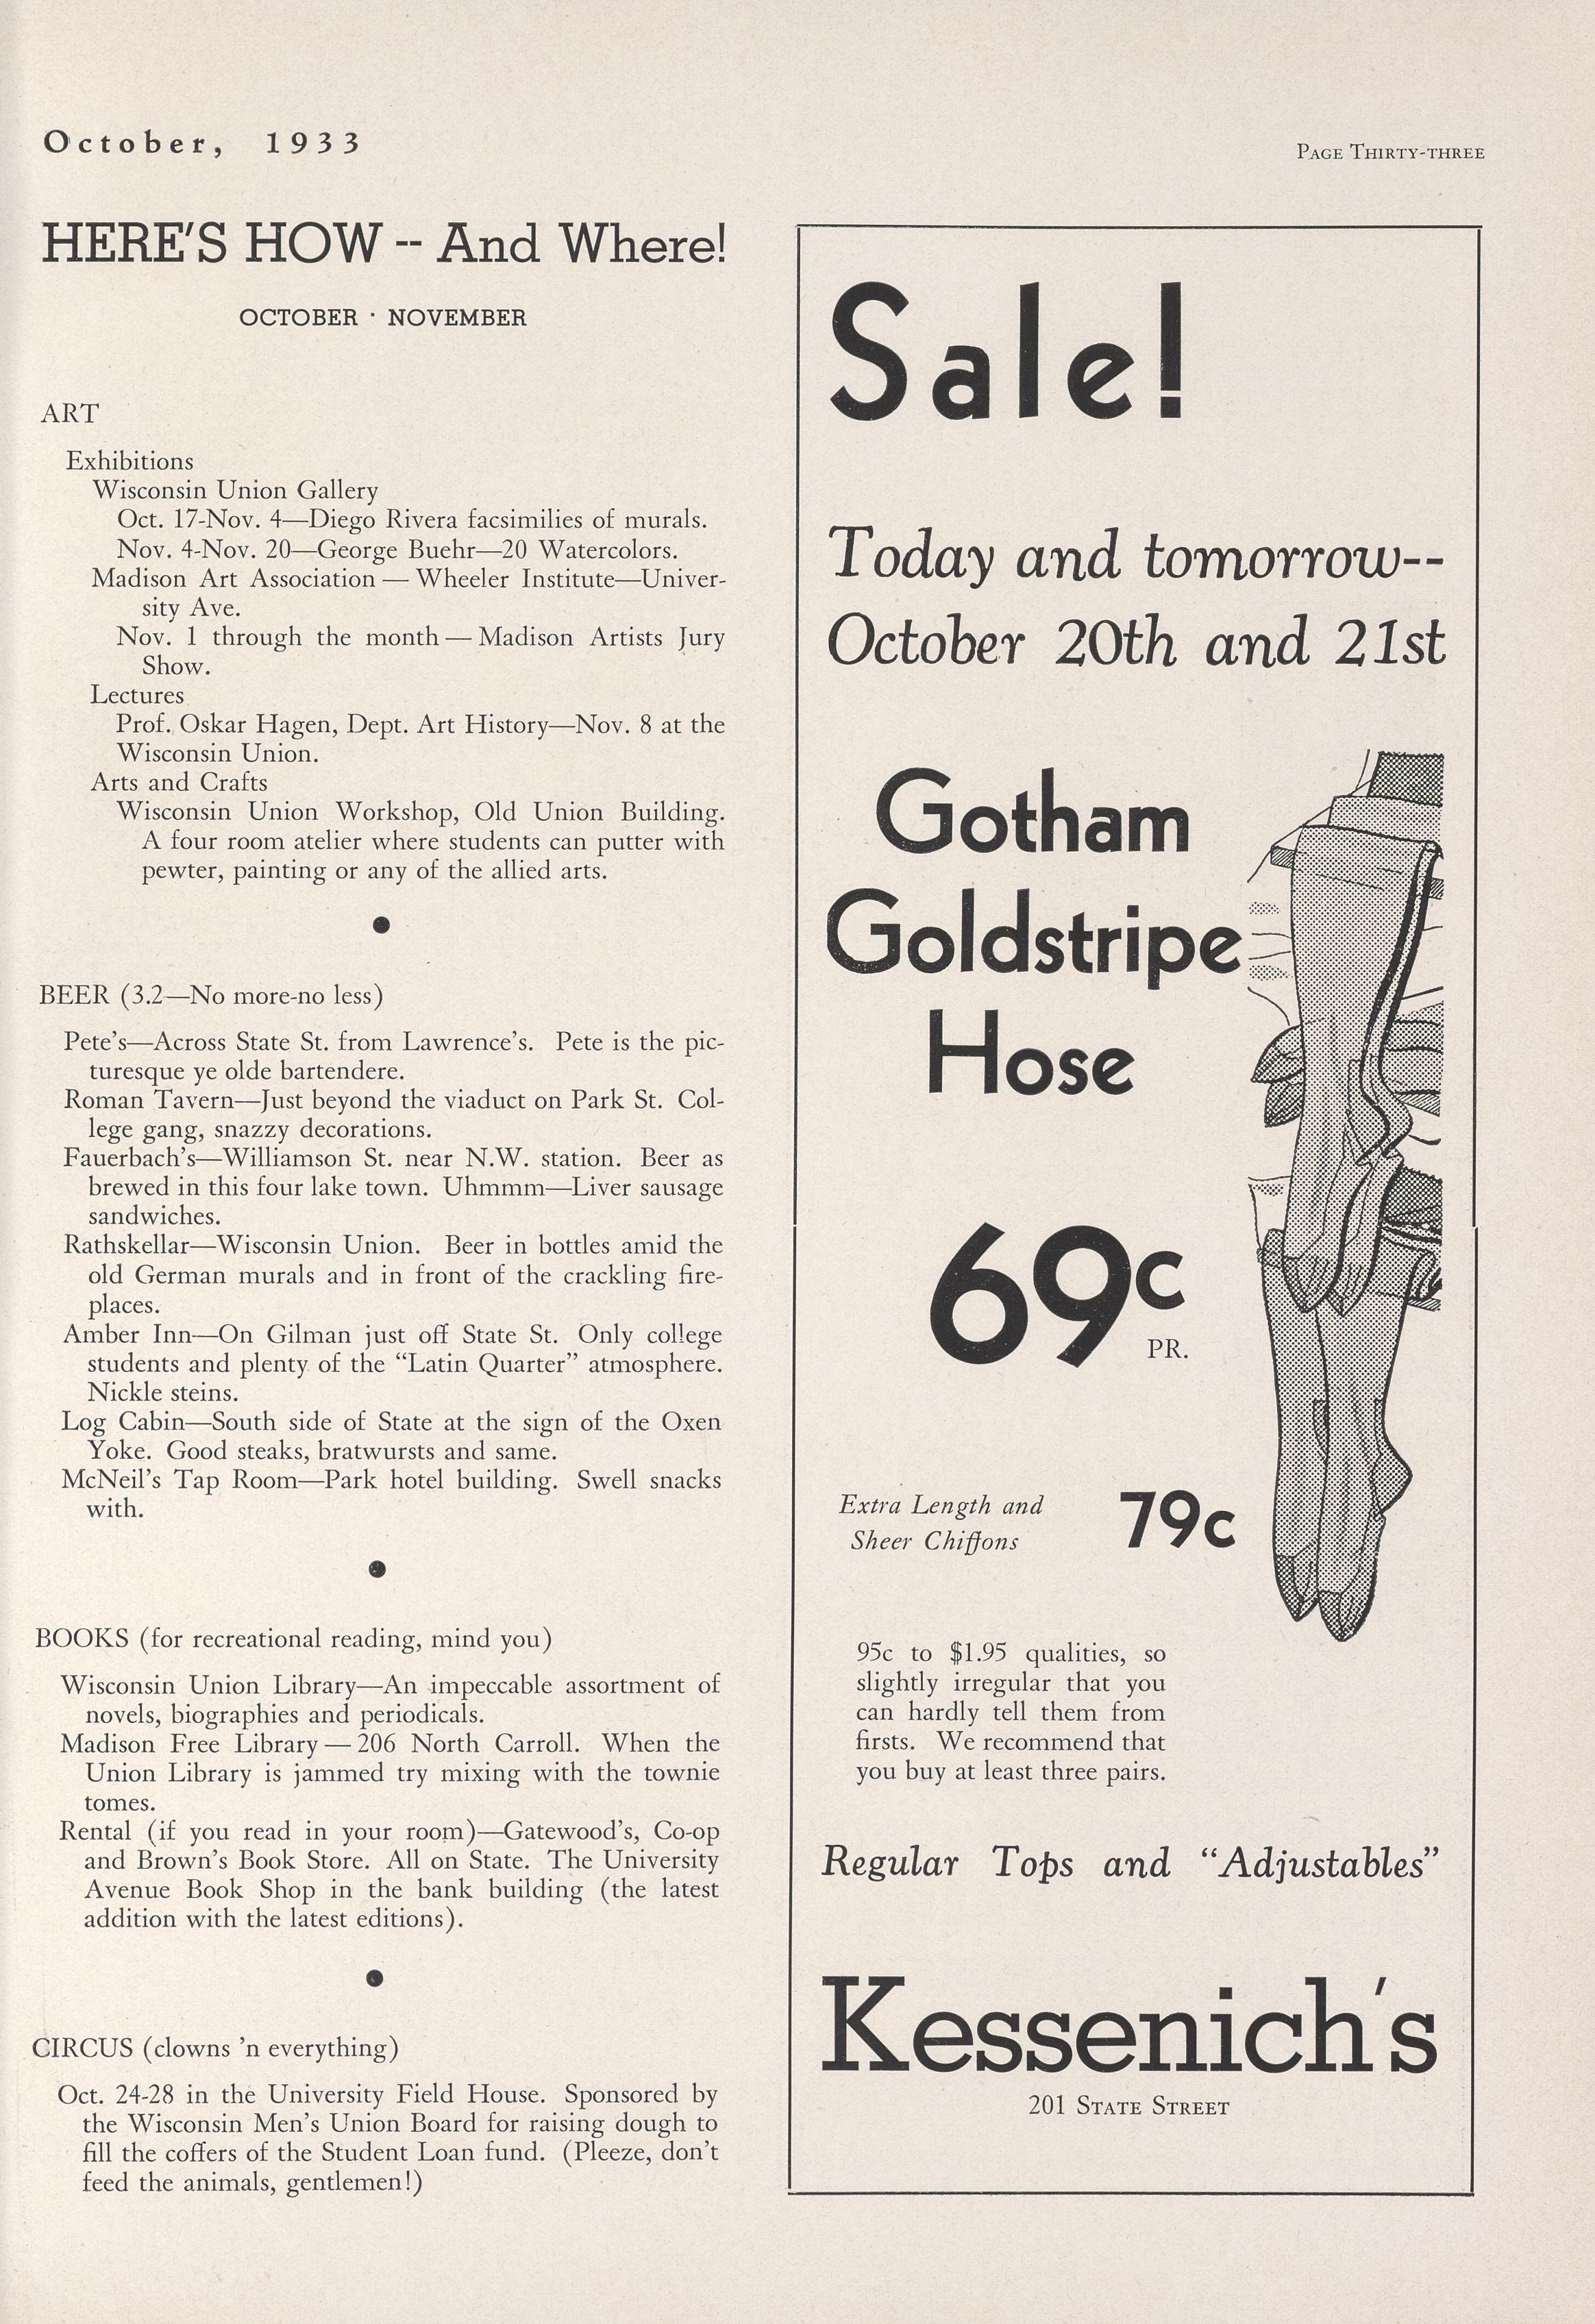 October, 1933
PAGE THIRTY-THREE
HERE'S HOW -- And Where!
OCTOBER · NOVEMBER
ART
Exhibitions
Wisconsin Union Gallery
Oct. 17-Nov. 4—Diego Rivera facsimilies of murals.
Nov. 4-Nov. 20—George Buehr—20 Watercolors.
Madison Art Association — Wheeler Institute—Univer-
sity Ave.
Nov. 1 through the month — Madison Artists Jury
Show.
Lectures
Prof. Oskar Hagen, Dept. Art History—Nov. 8 at the
Wisconsin Union.
Arts and Crafts
Wisconsin Union Workshop, Old Union Building.
A four room atelier where students can putter with
pewter, painting or any of the allied arts.
●
BEER (3.2—No more-no less)
Pete's—Across State St. from Lawrence's. Pete is the pic-
turesque ye olde bartendere.
Roman Tavern—Just beyond the viaduct on Park St. Col-
lege gang, snazzy decorations.
Fauerbach's—Williamson St. near N.W. station. Beer as
brewed in this four lake town. Uhmmm—Liver sausage
sandwiches.
Rathskellar—Wisconsin Union. Beer in bottles amid the
old German murals and in front of the crackling fire-
places.
Amber Inn—On Gilman just off State St. Only college
students and plenty of the "Latin Quarter" atmosphere.
Nickle steins.
Log Cabin—South side of State at the sign of the Oxen
Yoke. Good steaks, bratwursts and same.
McNeil's Tap Room—Park hotel building. Swell snacks
with.
●
BOOKS (for recreational reading, mind you)
Wisconsin Union Library—An impeccable assortment of
novels, biographies and periodicals.
Madison Free Library — 206 North Carroll. When the
Union Library is jammed try mixing with the townie
tomes.
Rental (if you read in your room)—Gatewood's, Co-op
and Brown's Book Store. All on State. The University
Avenue Book Shop in the bank building (the latest
addition with the latest editions).
●
CIRCUS (clowns 'n everything)
Oct. 24-28 in the University Field House. Sponsored by
the Wisconsin Men's Union Board for raising dough to
fill the coffers of the Student Loan fund. (Pleeze, don't
feed the animals, gentlemen!)
Sale!
Today and tomorrow--
October 20th and 21st
Gotham
Goldstripe
Hose
69c
PR.
Extra Length and
Sheer Chiffons
79c
95c to $1.95 qualities, so
slightly irregular that you
can hardly tell them from
firsts. We recommend that
you buy at least three pairs.
Regular Tops and "Adjustables"
Kessenich's
201 STATE STREET